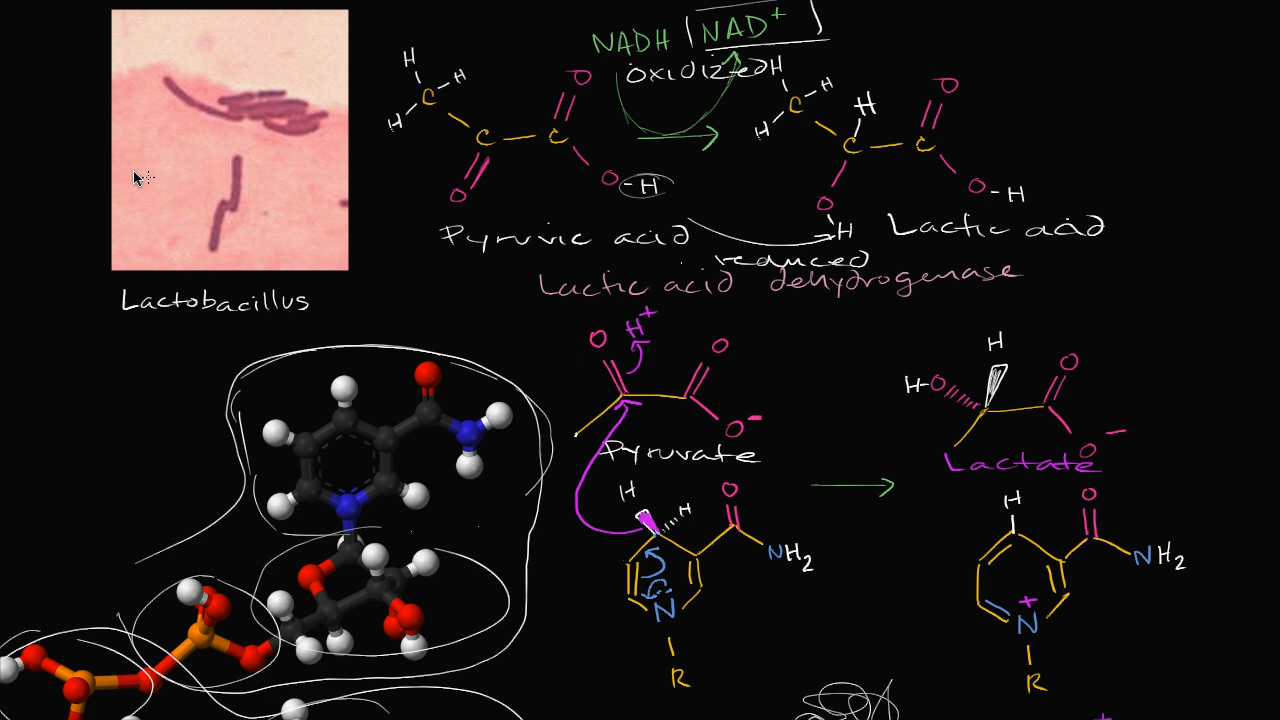 NADH NAD+
oxidized
H
H
H
C
C
C
O
O
O-H
H
H
H
C
H
C
C
O
O
O-H
H
Pyruvic acid
Lactic acid
reduced
Lactic acid dehydrogenase
Lactobacillus
H+
O
O
O-
Pyruvate
H
H-O
O
O-
Lactate
H
H
O
NH2
N
R
H
O
NH2
+
N
R